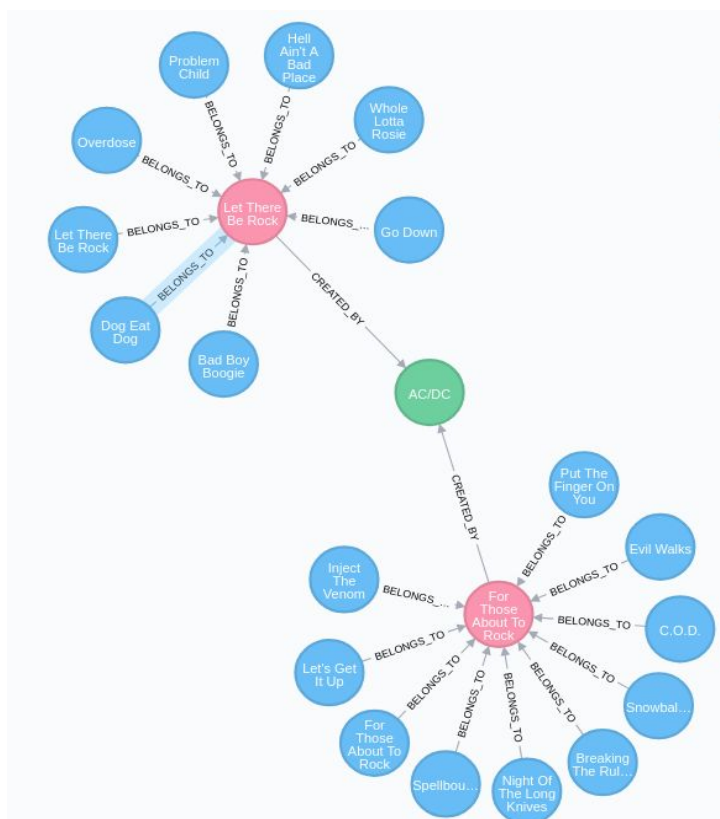 Hell
Ain't A
Bad
Place
Problem
Child
BELONGS_TO
BELONGS_TO
Whole
Lotta
Rosie
Overdose
BELONGS_TO
BELONGS_TO
Let There
Be Rock
Let There
Be Rock
BELONGS_TO
BELONGS_...
Go Down
BELONGS_TO
BELONGS_TO
Dog Eat
Dog
Bad Boy
Boogie
CREATED_BY
AC/DC
CREATED_BY
Put The
Finger On
You
BELONGS_TO
Evil Walks
BELONGS_TO
Inject
The
Venom
BELONGS_...
For
Those
About To
Rock
BELONGS_TO
C.O.D.
Let's Get
It Up
BELONGS_TO
BELONGS_TO
Snowbal...
For
Those
About To
Rock
BELONGS_TO
BELONGS_TO
Spellbou...
BELONGS_TO
Night Of
The Long
Knives
BELONGS_TO
Breaking
The Rul...